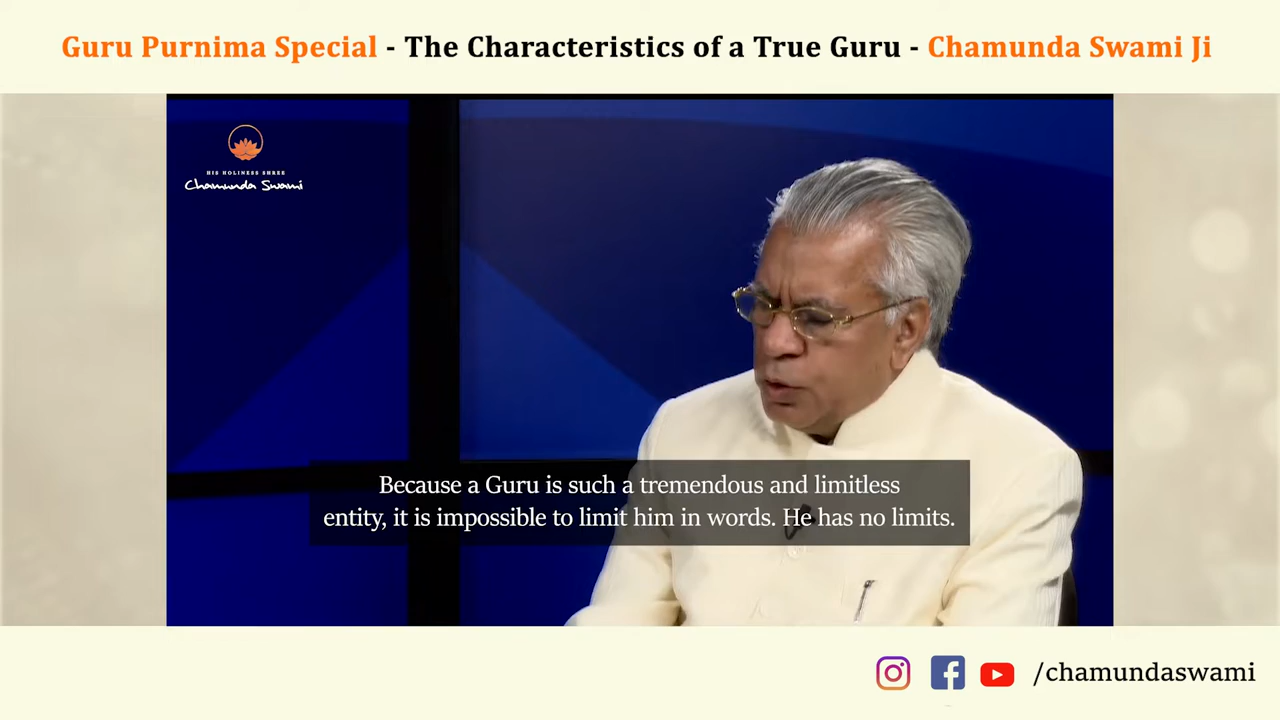 Guru Purnima Special - The Characteristics of a True Guru - Chamunda Swami Ji
HIS HOLINESS SHREE
Chamunda Swami
Because a Guru is such a tremendous and limitless
entity, it is impossible to limit him in words. He has no limits.
/chamundaswami